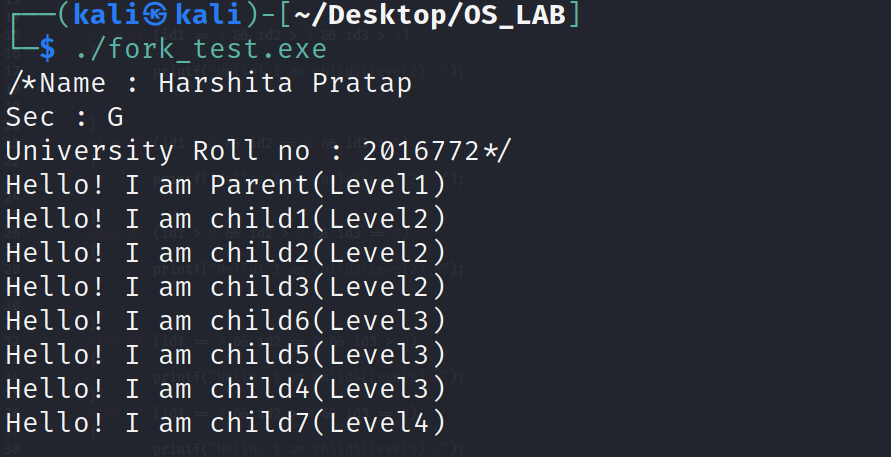 ┌──(kali㉿kali)-[~/Desktop/OS_LAB]
└─$ ./fork_test.exe
/*Name : Harshita Pratap
Sec : G
University Roll no : 2016772*/
Hello! I am Parent(Level1)
Hello! I am child1(Level2)
Hello! I am child2(Level2)
Hello! I am child3(Level2)
Hello! I am child6(Level3)
Hello! I am child5(Level3)
Hello! I am child4(Level3)
Hello! I am child7(Level4)